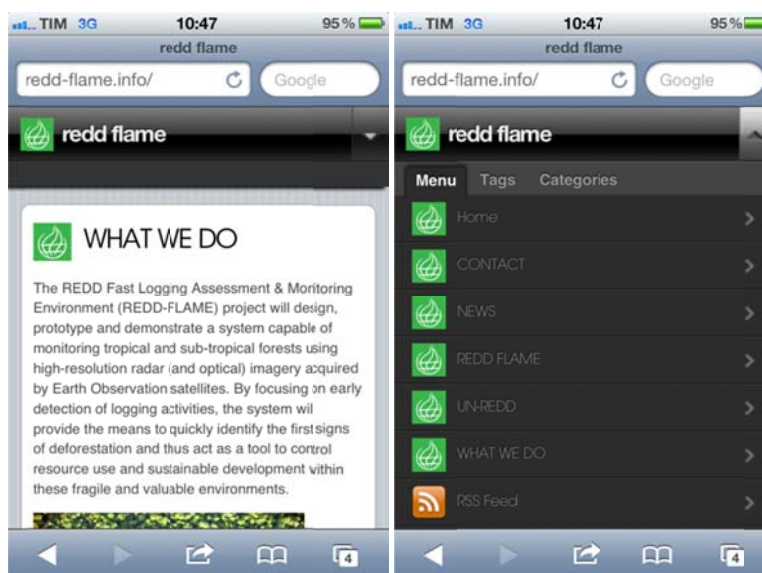 TIM 3G 10:47 95%
redd flame
redd-flame.info/ Google
redd flame
WHAT WE DO
The REDD Fast Logging Assessment & Monitoring
Environment (REDD-FLAME) project will design,
prototype and demonstrate a system capable of
monitoring tropical and sub-tropical forests using
high-resolution radar (and optical) imagery acquired
by Earth Observation satellites. By focusing on early
detection of logging activities, the system will
provide the means to quickly identify the first signs
of deforestation and thus act as a tool to control
resource use and sustainable development within
these fragile and valuable environments.
4
TIM 3G 10:47 95%
redd flame
redd-flame.info/ Google
redd flame
Menu Tags Categories
Home
CONTACT
NEWS
REDD FLAME
UN-REDD
WHAT WE DO
RSS Feed
4